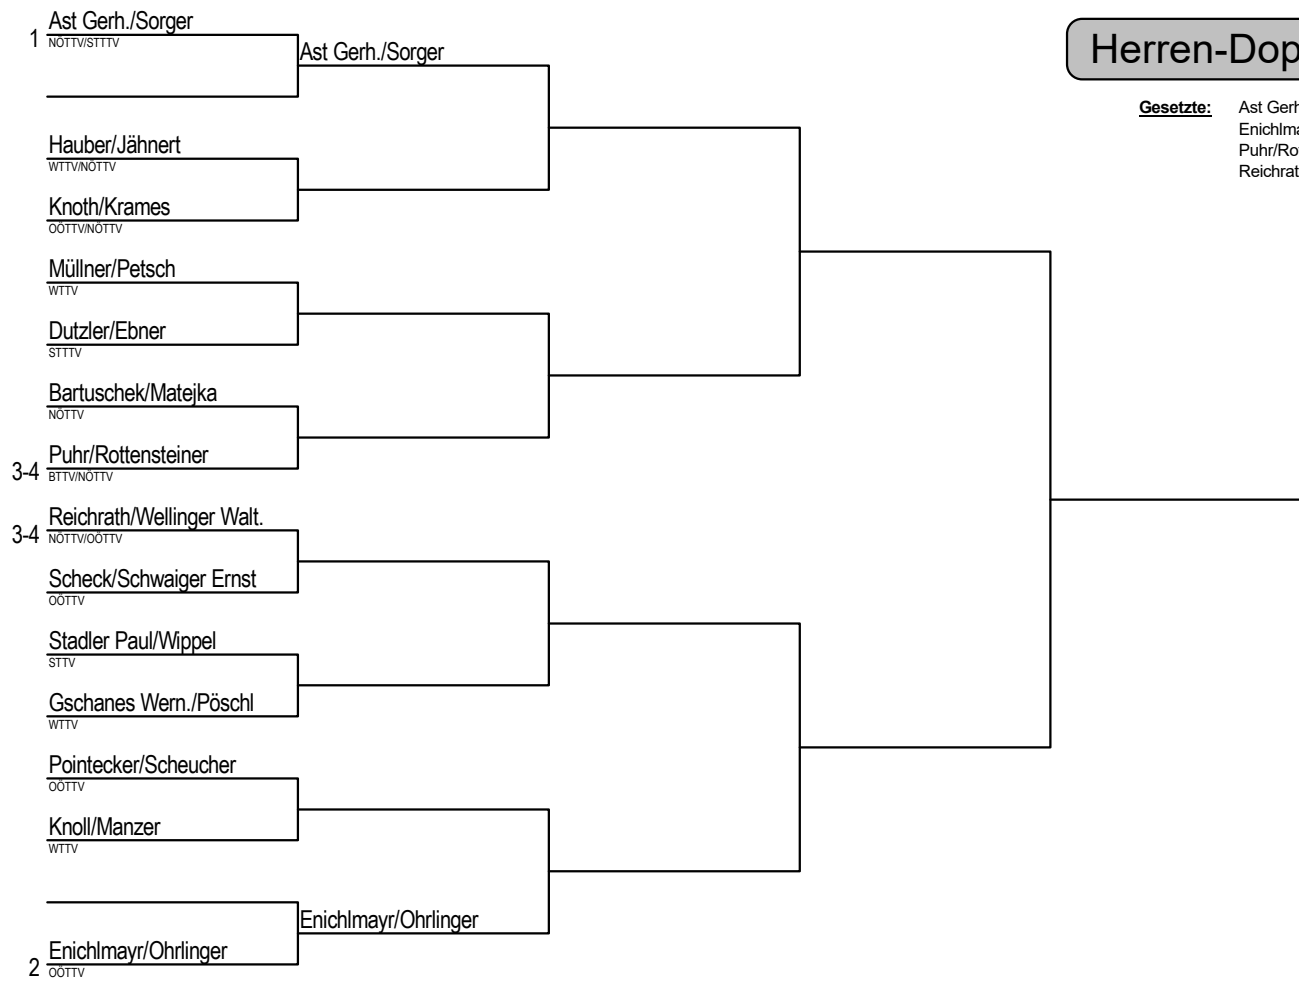 Ast Gerh./Sorger
1
NÖTTV/STTTV
Ast Gerh./Sorger
Herren-Dop
Gesetzte: Ast Gerh
Enichlma
Puhr/Rot
Reichrat
Hauber/Jähnert
WTTV/NÖTTV
Knoth/Krames
OÖTTV/NÖTTV
Müllner/Petsch
WTTV
Dutzler/Ebner
STTTV
Bartuschek/Matejka
NÖTTV
Puhr/Rottensteiner
3-4
BTTV/NÖTTV
Reichrath/Wellinger Walt.
3-4
NÖTTV/OÖTTV
Scheck/Schwaiger Ernst
OÖTTV
Stadler Paul/Wippel
STTV
Gschanes Wern./Pöschl
WTTV
Pointecker/Scheucher
OÖTTV
Knoll/Manzer
WTTV
Enichlmayr/Ohrlinger
Enichlmayr/Ohrlinger
2
OÖTTV